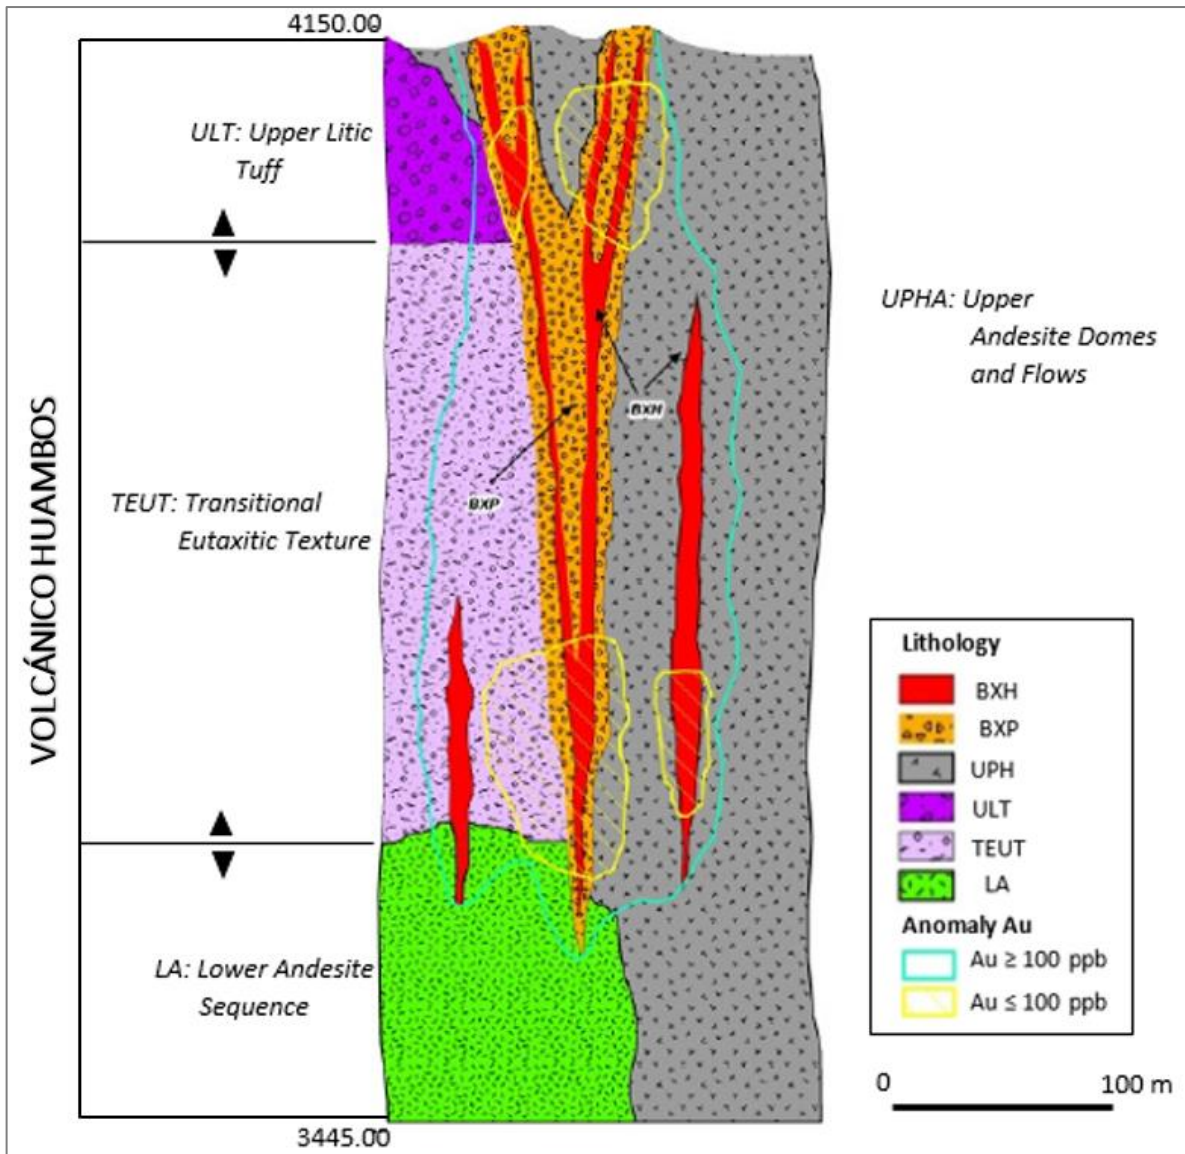 4150.00
ULT: Upper Litic
Tuff
TEUT: Transitional
Eutaxitic Texture
LA: Lower Andesite
Sequence
VOLCÁNICO HUAMBOS
3445.00
BXP
BXH
UPHA: Upper
Andesite Domes
and Flows
Lithology
BXH
BXP
UPH
ULT
TEUT
LA
Anomaly Au
Au ≥ 100 ppb
Au ≤ 100 ppb
0 100 m